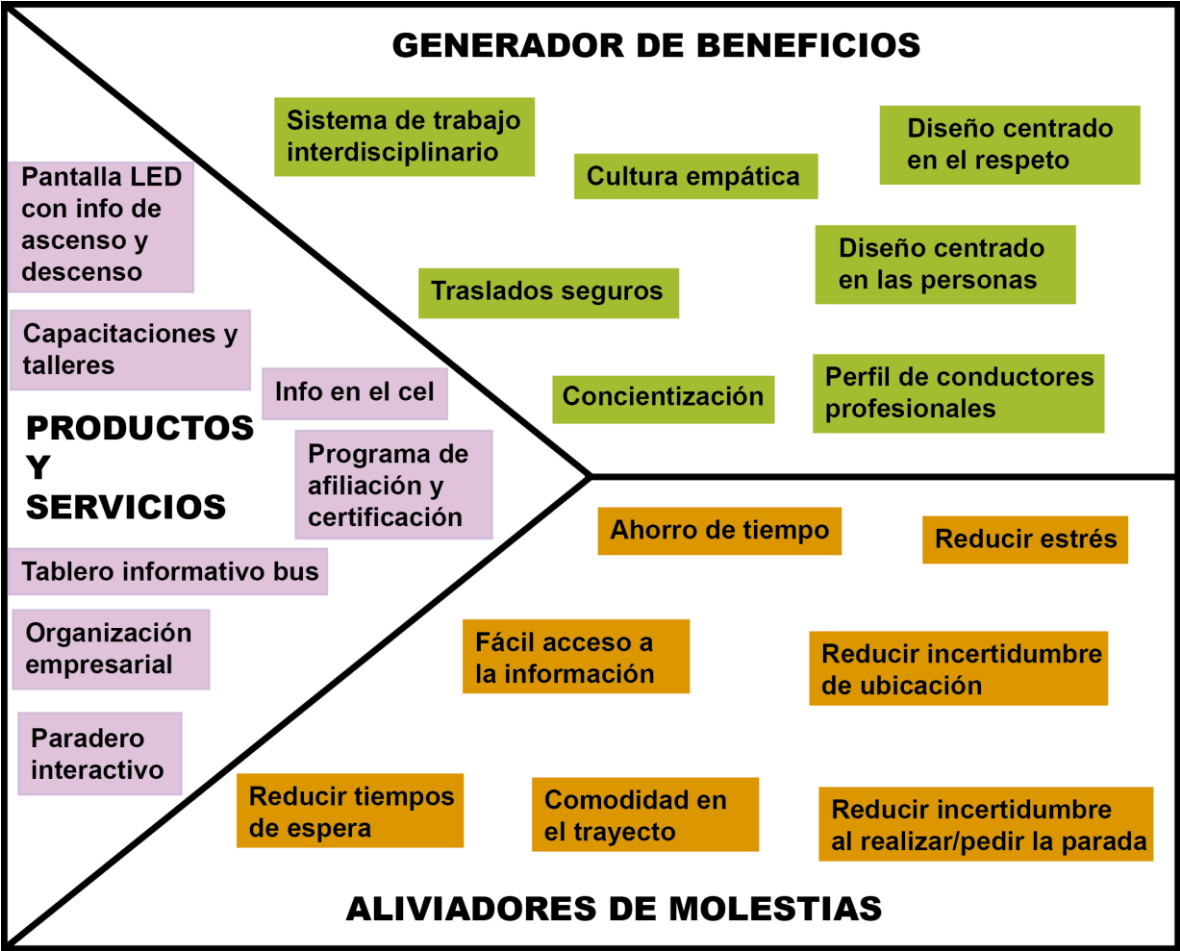 GENERADOR DE BENEFICIOS
Sistema de trabajo
interdisciplinario
Cultura empática
Diseño centrado
en el respeto
Traslados seguros
Diseño centrado
en las personas
Concientización
Perfil de conductores
profesionales
Pantalla LED
con info de
ascenso y
descenso
Capacitaciones y
talleres
Info en el cel
PRODUCTOS
Y
SERVICIOS
Programa de
afiliación y
certificación
Tablero informativo bus
Organización
empresarial
Paradero
interactivo
Ahorro de tiempo
Reducir estrés
Fácil acceso a
la información
Reducir incertidumbre
de ubicación
Reducir tiempos
de espera
Comodidad en
el trayecto
Reducir incertidumbre
al realizar/pedir la parada
ALIVIADORES DE MOLESTIAS